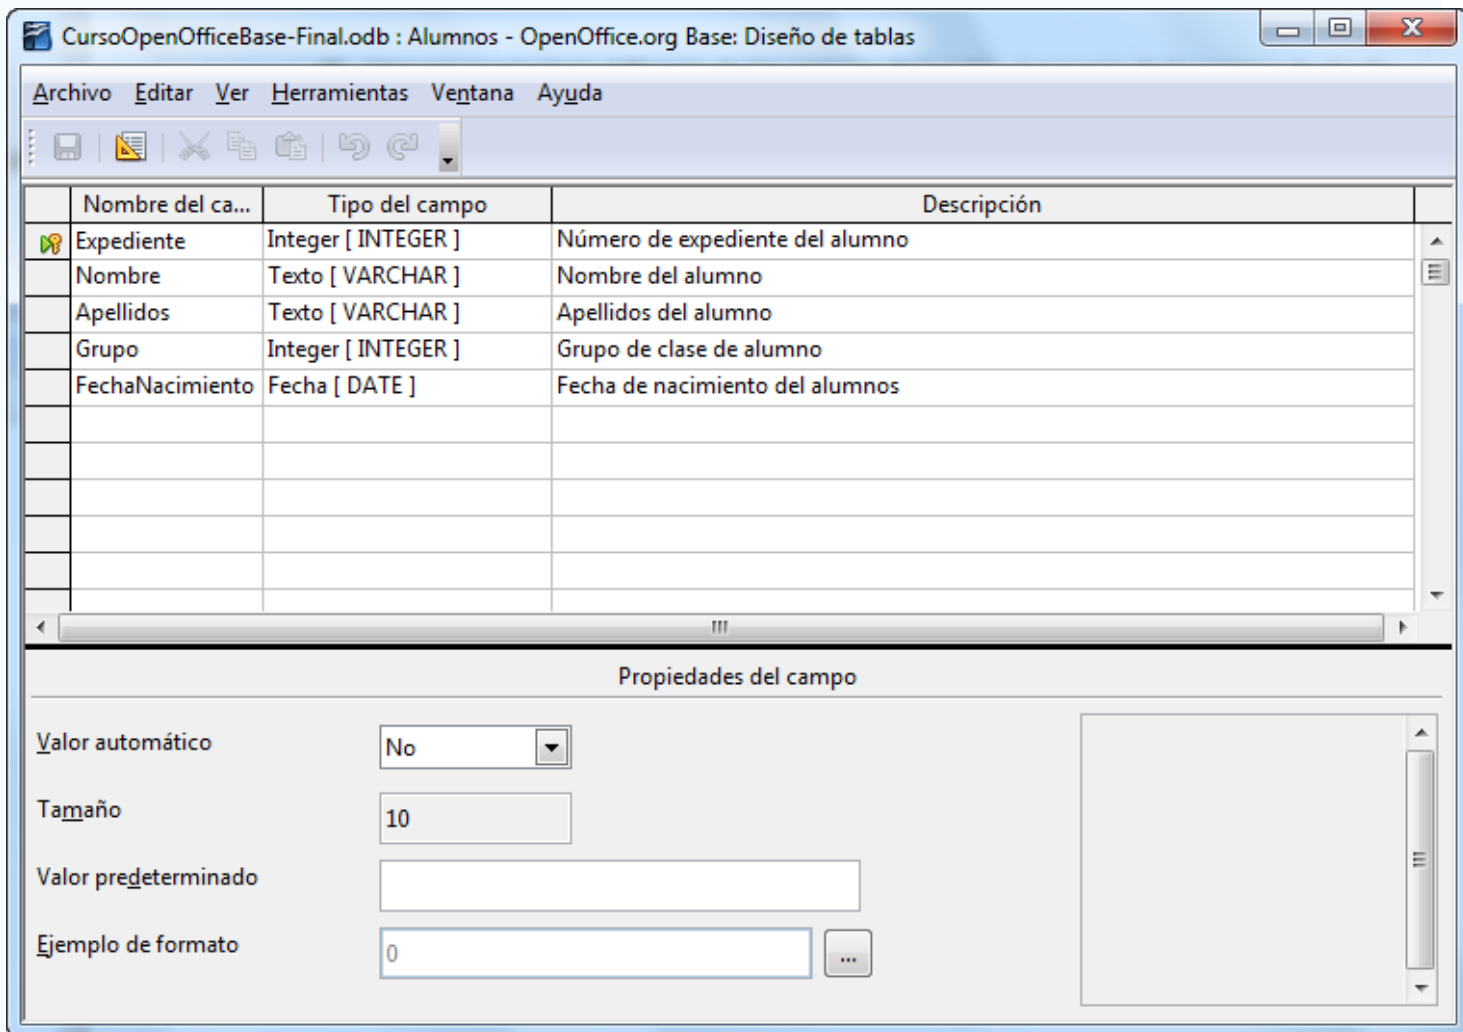 CursoOpenOfficeBase-Final.odb : Alumnos - OpenOffice.org Base: Diseño de tablas
Archivo Editar Ver Herramientas Ventana Ayuda
Nombre del ca... Tipo del campo Descripción
Expediente Integer [ INTEGER ] Número de expediente del alumno
Nombre Texto [ VARCHAR ] Nombre del alumno
Apellidos Texto [ VARCHAR ] Apellidos del alumno
Grupo Integer [ INTEGER ] Grupo de clase de alumno
FechaNacimiento Fecha [ DATE ] Fecha de nacimiento del alumnos
Propiedades del campo
Valor automático No
Tamaño 10
Valor predeterminado
Ejemplo de formato 0 ...